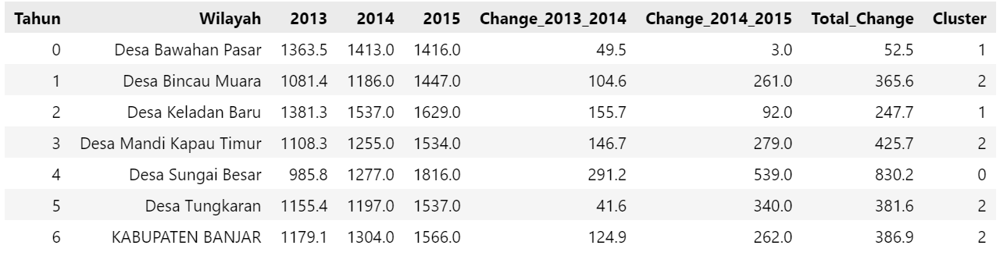 Tahun Wilayah 2013 2014 2015 Change_2013_2014 Change_2014_2015 Total_Change Cluster
0 Desa Bawahan Pasar 1363.5 1413.0 1416.0 49.5 3.0 52.5 1
1 Desa Bincau Muara 1081.4 1186.0 1447.0 104.6 261.0 365.6 2
2 Desa Keladan Baru 1381.3 1537.0 1629.0 155.7 92.0 247.7 1
3 Desa Mandi Kapau Timur 1108.3 1255.0 1534.0 146.7 279.0 425.7 2
4 Desa Sungai Besar 985.8 1277.0 1816.0 291.2 539.0 830.2 0
5 Desa Tungkaran 1155.4 1197.0 1537.0 41.6 340.0 381.6 2
6 KABUPATEN BANJAR 1179.1 1304.0 1566.0 124.9 262.0 386.9 2